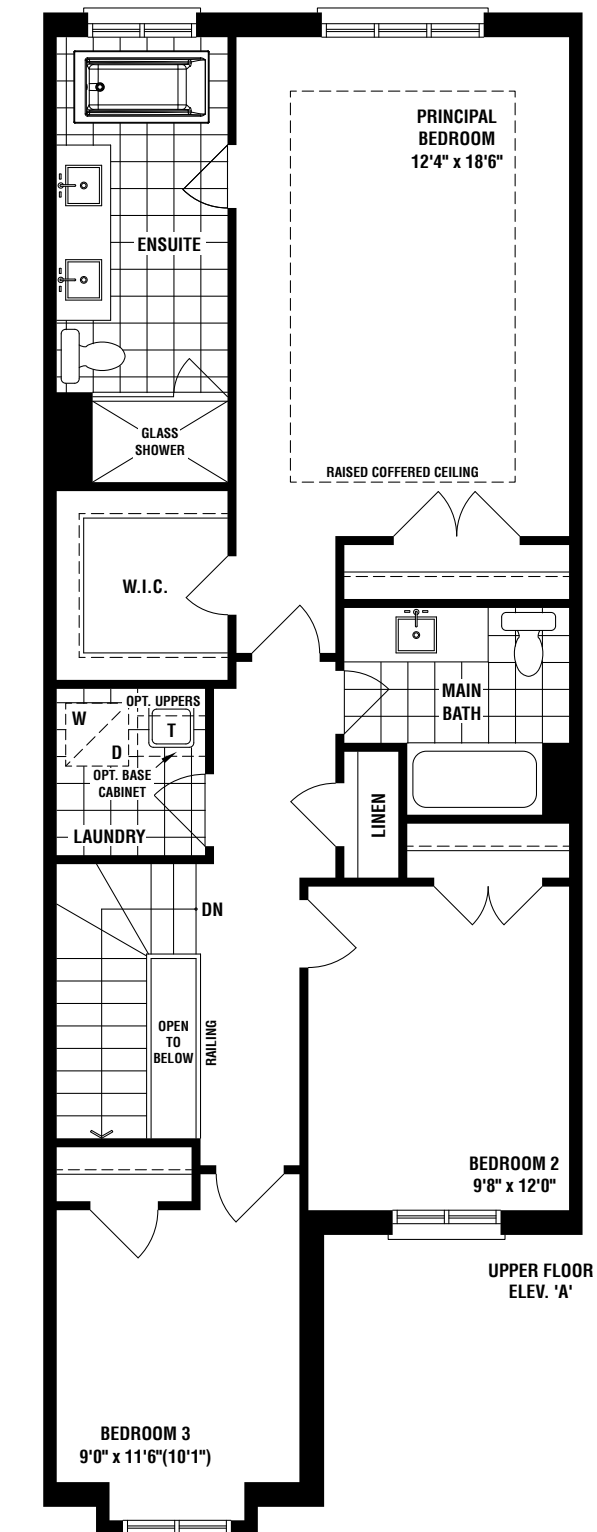 PRINCIPAL
BEDROOM
12'4" x 18'6"
ENSUITE
GLASS
SHOWER
RAISED COFFERED CEILING
W.I.C.
MAIN
BATH
OPT. UPPERS
W
T
D
OPT. BASE
CABINET
LAUNDRY
LINEN
DN
OPEN
TO
BELOW
RAILING
BEDROOM 2
9'8" x 12'0"
UPPER FLOOR
ELEV. 'A'
BEDROOM 3
9'0" x 11'6"(10'1")